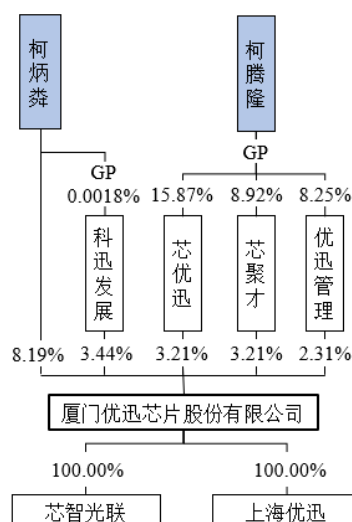 柯炳粦
柯腾隆
GP
GP
0.0018%
15.87%
8.92%
8.25%
科迅发展
芯优迅
芯聚才
优迅管理
8.19%
3.44%
3.21%
3.21%
2.31%
厦门优迅芯片股份有限公司
100.00%
100.00%
芯智光联
上海优迅